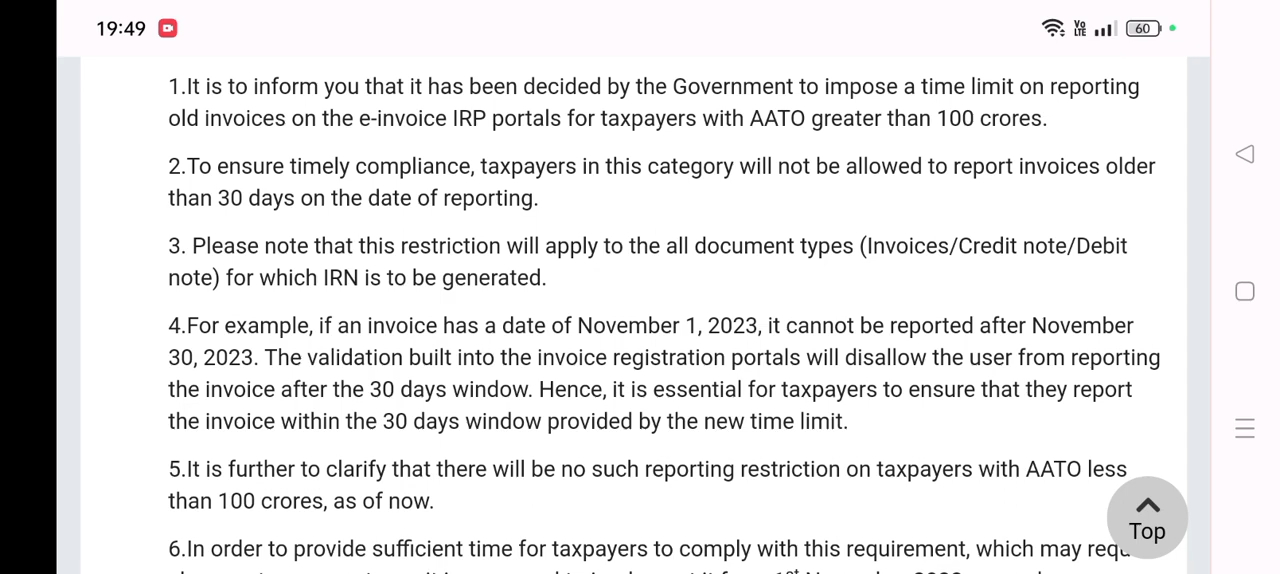 19:49
Vo
LTE
60
1.It is to inform you that it has been decided by the Government to impose a time limit on reporting
old invoices on the e-invoice IRP portals for taxpayers with AATO greater than 100 crores.
2.To ensure timely compliance, taxpayers in this category will not be allowed to report invoices older
than 30 days on the date of reporting.
3. Please note that this restriction will apply to the all document types (Invoices/Credit note/Debit
note) for which IRN is to be generated.
4.For example, if an invoice has a date of November 1, 2023, it cannot be reported after November
30, 2023. The validation built into the invoice registration portals will disallow the user from reporting
the invoice after the 30 days window. Hence, it is essential for taxpayers to ensure that they report
the invoice within the 30 days window provided by the new time limit.
5.It is further to clarify that there will be no such reporting restriction on taxpayers with AATO less
than 100 crores, as of now.
Top
6.In order to provide sufficient time for taxpayers to comply with this requirement, which may